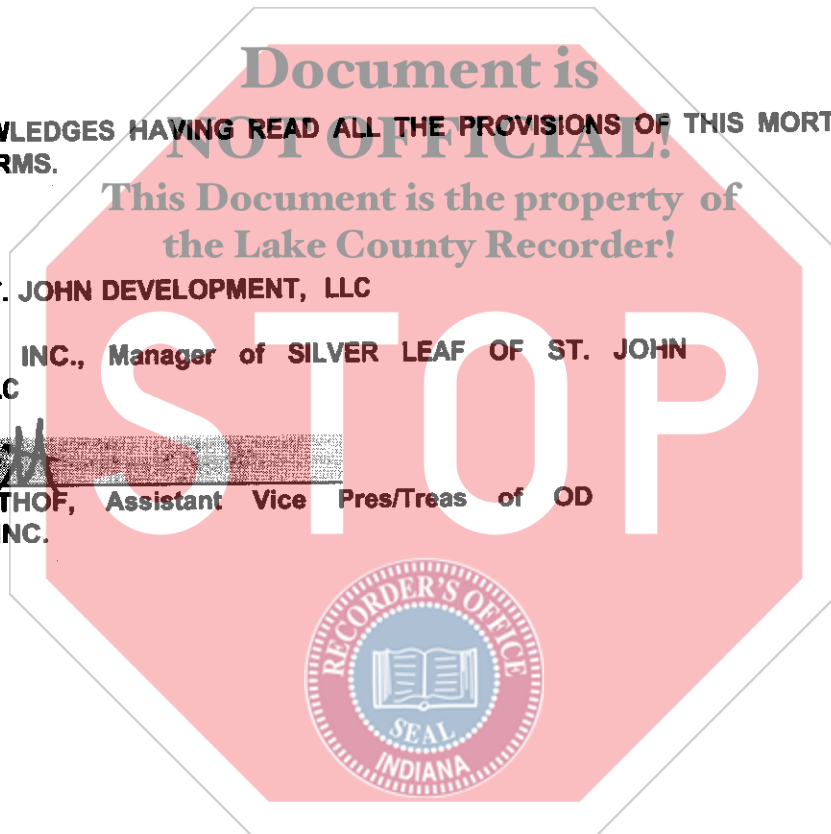 Document is
WLEDGES HAVING READ ALL THE PROVISIONS OF THIS MORT
NOT OFFICIAL!
RMS.
This Document is the property of
the Lake County Recorder!
T. JOHN DEVELOPMENT, LLC
INC., Manager of SILVER LEAF OF ST. JOHN
LC
STOP
THOF, Assistant Vice Pres/Treas of OD
INC.
RECORDER'S OFFICE
SEAL
INDIANA